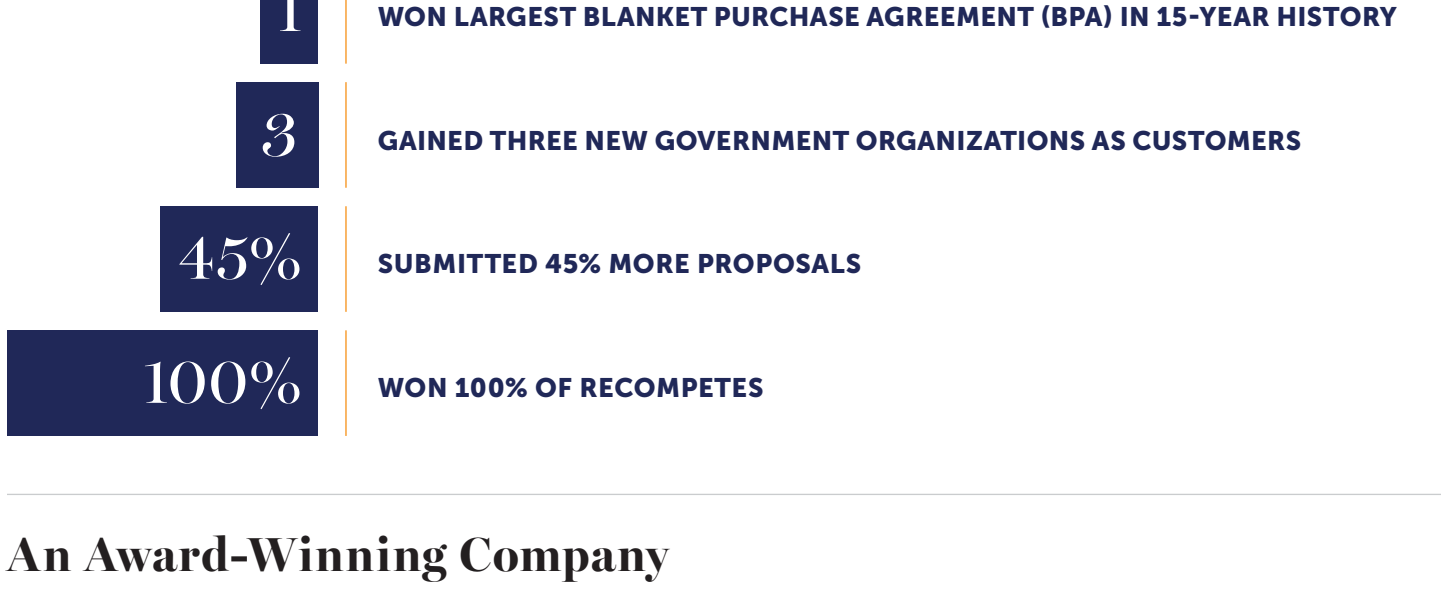 1
WON LARGEST BLANKET PURCHASE AGREEMENT (BPA) IN 15-YEAR HISTORY
3
GAINED THREE NEW GOVERNMENT ORGANIZATIONS AS CUSTOMERS
45%
SUBMITTED 45% MORE PROPOSALS
100%
WON 100% OF RECOMPETES
An Award-Winning Company